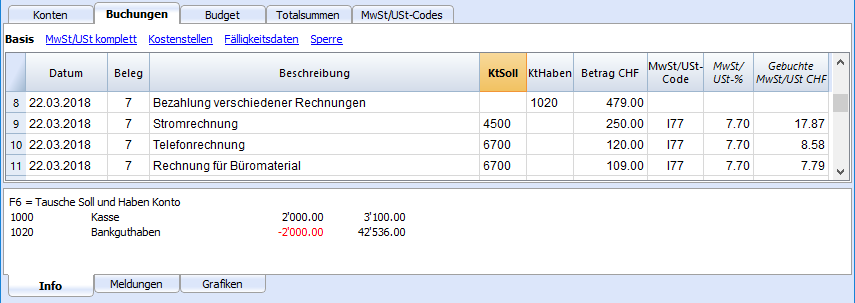 Konten Buchungen Budget Totalsummen MwSt/USt-Codes
Basis MwSt/USt komplett Kostenstellen Fälligkeitsdaten Sperre
Datum Beleg Beschreibung KtSoll KtHaben Betrag CHF MwSt/USt-Code MwSt/USt-% Gebuchte MwSt/USt CHF
8 22.03.2018 7 Bezahlung verschiedener Rechnungen 1020 479.00
9 22.03.2018 7 Stromrechnung 4500 250.00 I77 7.70 17.87
10 22.03.2018 7 Telefonrechnung 6700 120.00 I77 7.70 8.58
11 22.03.2018 7 Rechnung für Büromaterial 6700 109.00 I77 7.70 7.79
F6 = Tausche Soll und Haben Konto
1000 Kasse 2'000.00 3'100.00
1020 Bankguthaben -2'000.00 42'536.00
Info Meldungen Grafiken